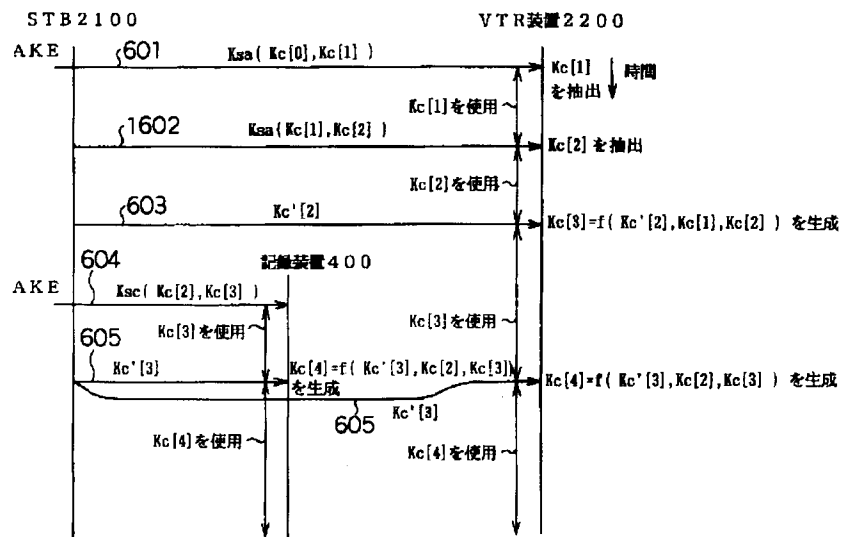 STB2100
VTR装置2200
AKE
601
Ksa( Kc[0],Kc[1] )
Kc[1]
を抽出
時間
Kc[1]を使用
1602
Ksa(Kc[1],Kc[2] )
Kc[2] を抽出
Kc[2]を使用
603
Kc'[2]
Kc[3]=f( Kc'[2],Kc[1],Kc[2] ) を生成
604
記録装置400
AKE
Ksc( Kc[2],Kc[3] )
Kc[3]を使用
Kc[3]を使用
605
Kc'[3]
Kc[4]=f( Kc'[3],Kc[2],Kc[3])
を生成
Kc[4]=f( Kc'[3],Kc[2],Kc[3] ) を生成
605
Kc'[3]
Kc[4]を使用
Kc[4]を使用